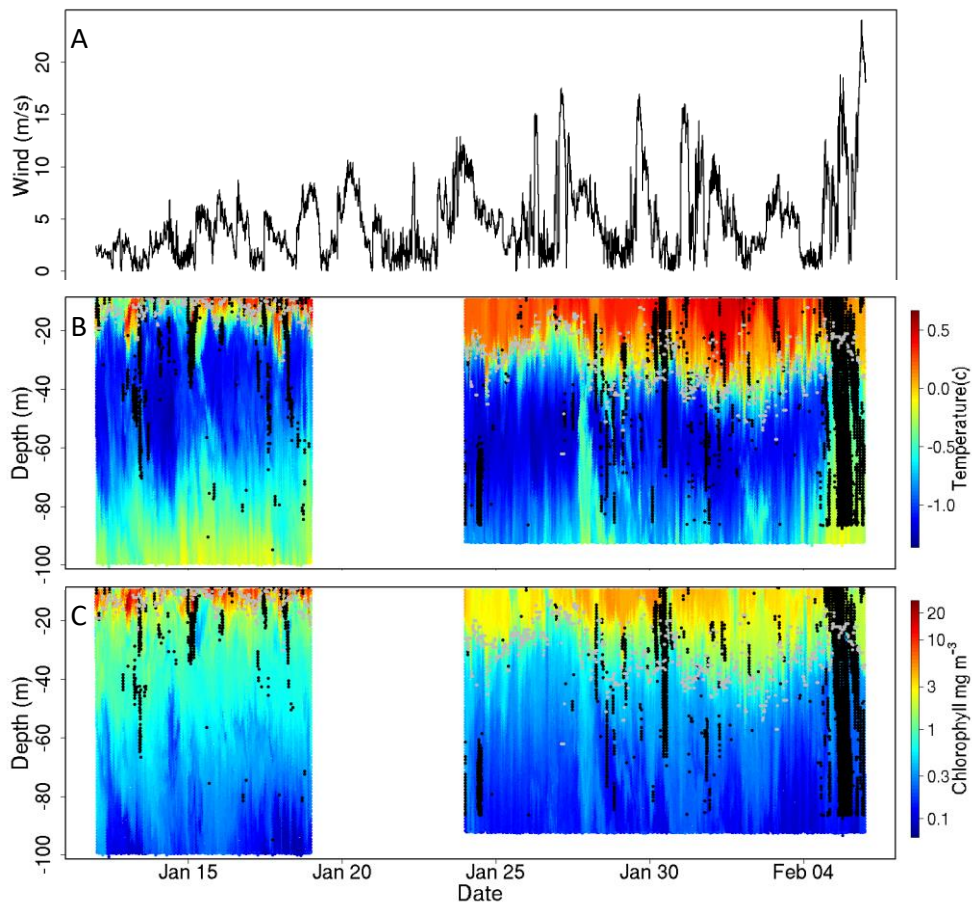 A
Wind (m/s)
20
15
10
5
0
B
Depth (m)
-20
-40
-60
-80
-100
0.5
0.0
-0.5
-1.0
Temperature(c)
C
Depth (m)
-20
-40
-60
-80
-100
20
10
3
1
0.3
0.1
Chlorophyll mg m⁻³
Jan 15
Jan 20
Jan 25
Jan 30
Feb 04
Date